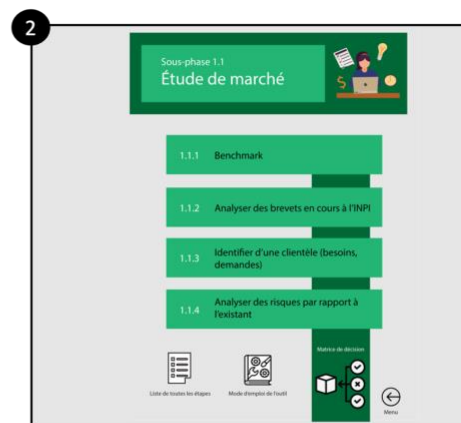 2
Sous-phase 1.1
Étude de marché
1.1.1 Benchmark
1.1.2 Analyser des brevets en cours à l'INPI
1.1.3 Identifier d'une clientèle (besoins,
demandes)
1.1.4 Analyser des risques par rapport à
l'existant
Matrice de décision
Liste de toutes les étapes
Mode d'emploi de l'outil
Menu